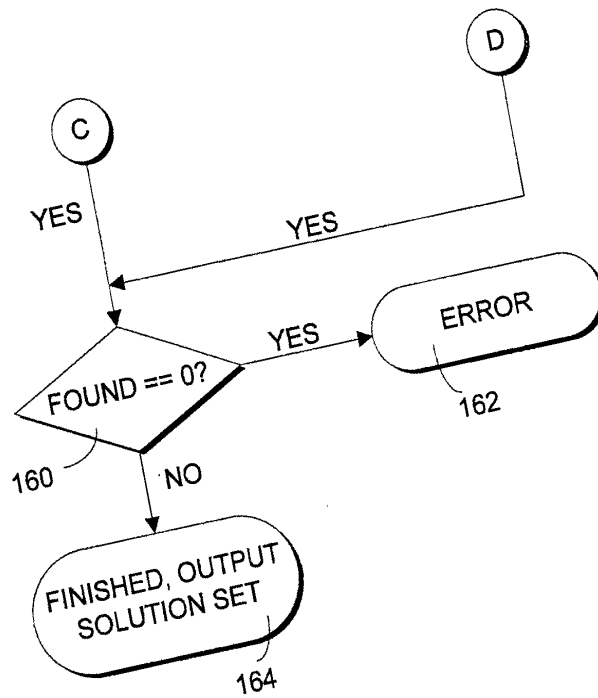 D
C
YES
YES
FOUND == 0?
YES
ERROR
160
162
NO
FINISHED, OUTPUT
SOLUTION SET
164